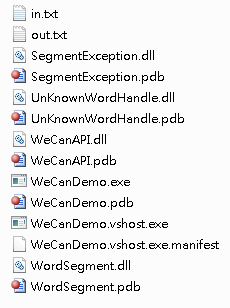 in.txt
out.txt
SegmentException.dll
SegmentException.pdb
UnKnownWordHandle.dll
UnKnownWordHandle.pdb
WeCanAPI.dll
WeCanAPI.pdb
WeCanDemo.exe
WeCanDemo.pdb
WeCanDemo.vshost.exe
WeCanDemo.vshost.exe.manifest
WordSegment.dll
WordSegment.pdb